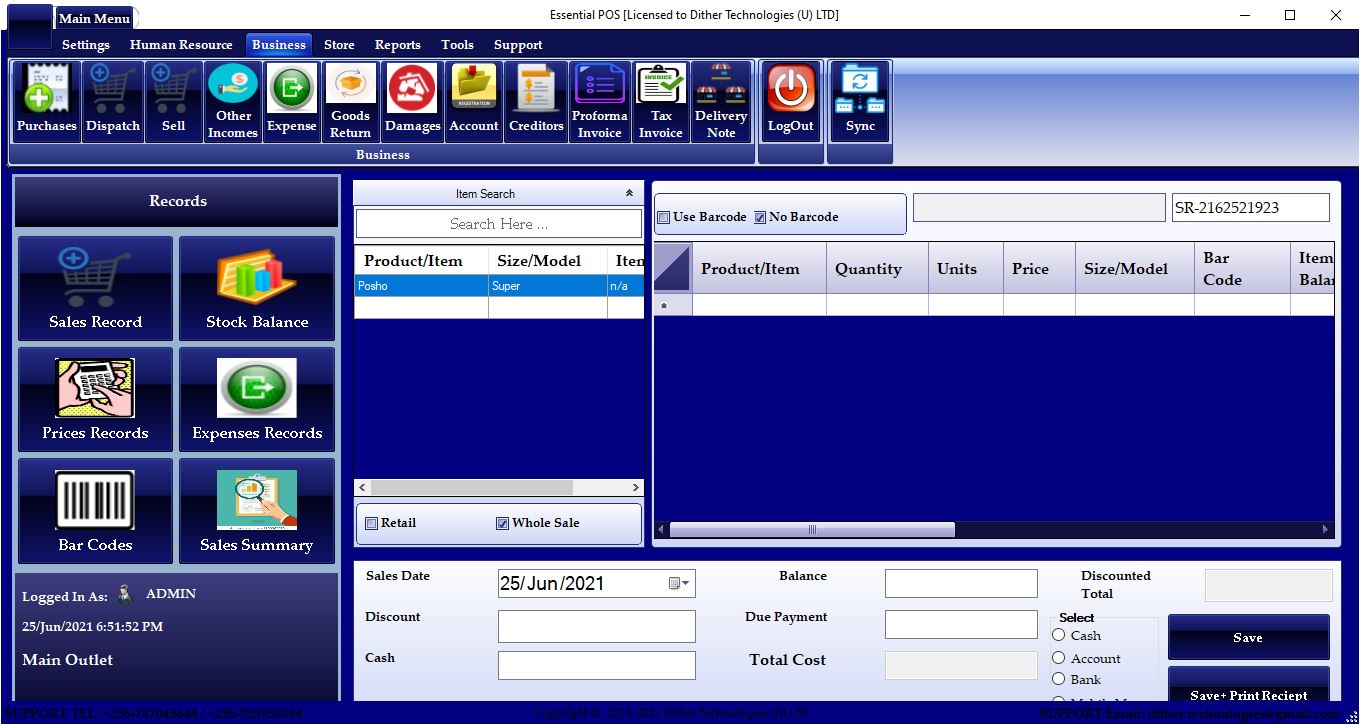 Essential POS [Licensed to Dither Technologies (U) LTD]
Main Menu
Settings Human Resource Business Store Reports Tools Support
Purchases
Dispatch
Sell
Other
Incomes
Expense
Goods
Return
Damages
REGISTRATION
Account
Creditors
Proforma
Invoice
INVOICE
Tax
Invoice
Delivery
Note
LogOut
Sync
Business
Records
Sales Record
Stock Balance
Prices Records
Expenses Records
Bar Codes
Sales Summary
Logged In As: ADMIN
25/Jun/2021 6:51:52 PM
Main Outlet
Item Search
Search Here ...
Product/Item Size/Model Iten
Posho Super n/a
Retail Whole Sale
Use Barcode No Barcode
SR-2162521923
Product/Item Quantity Units Price Size/Model Bar
Code Item
Balan
Sales Date 25/Jun/2021
Discount
Cash
Balance
Due Payment
Total Cost
Discounted
Total
Select
Cash
Account
Bank
Save
Save+ Print Reciept
SUPPORT TEL: +256-787045644 / +256-703950304
Copyright © 2016-2021 Dither Technologies (U) LTD
SUPPORT Email: dither.technologies@gmail.com